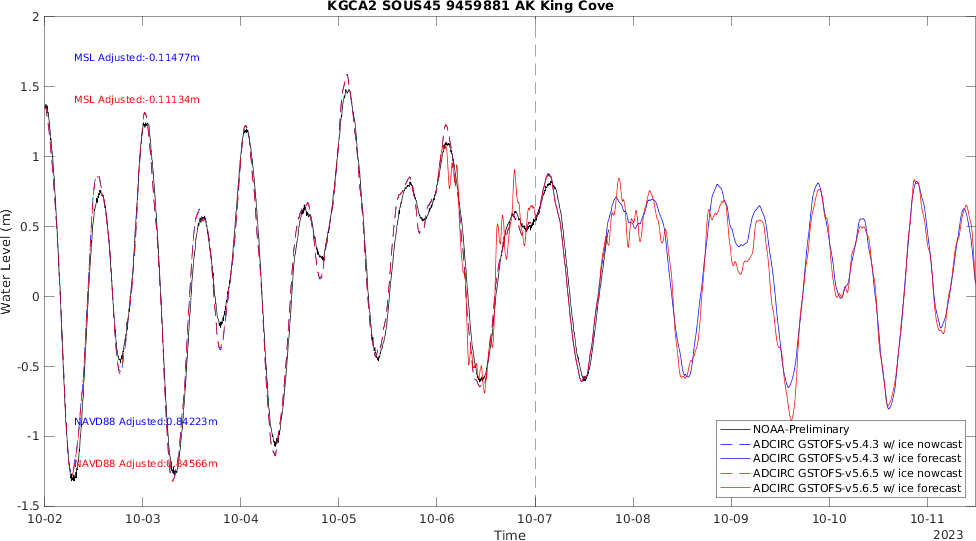 KGCA2 SOUS45 9459881 AK King Cove
2
1.5
1
0.5
0
-0.5
-1
-1.5
Water Level (m)
MSL Adjusted:-0.11477m
MSL Adjusted:-0.11134m
NAVD88 Adjusted:0.84223m
NAVD88 Adjusted:0.84566m
NOAA-Preliminary
ADCIRC GSTOFS-v5.4.3 w/ ice nowcast
ADCIRC GSTOFS-v5.4.3 w/ ice forecast
ADCIRC GSTOFS-v5.6.5 w/ ice nowcast
ADCIRC GSTOFS-v5.6.5 w/ ice forecast
10-02 10-03 10-04 10-05 10-06 10-07 10-08 10-09 10-10 10-11
Time
2023